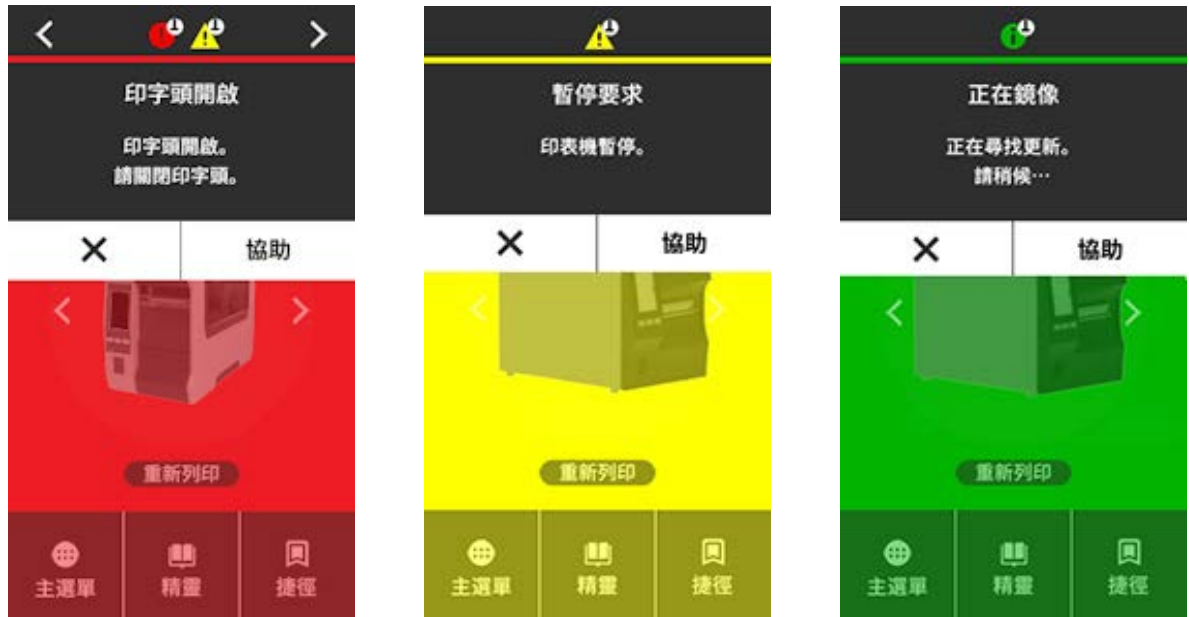 印字頭開啟
印字頭開啟。
請關閉印字頭。
協助
重新列印
主選單
精靈
捷徑
暫停要求
印表機暫停。
協助
重新列印
主選單
精靈
捷徑
正在鏡像
正在尋找更新。
請稍候…
協助
重新列印
主選單
精靈
捷徑